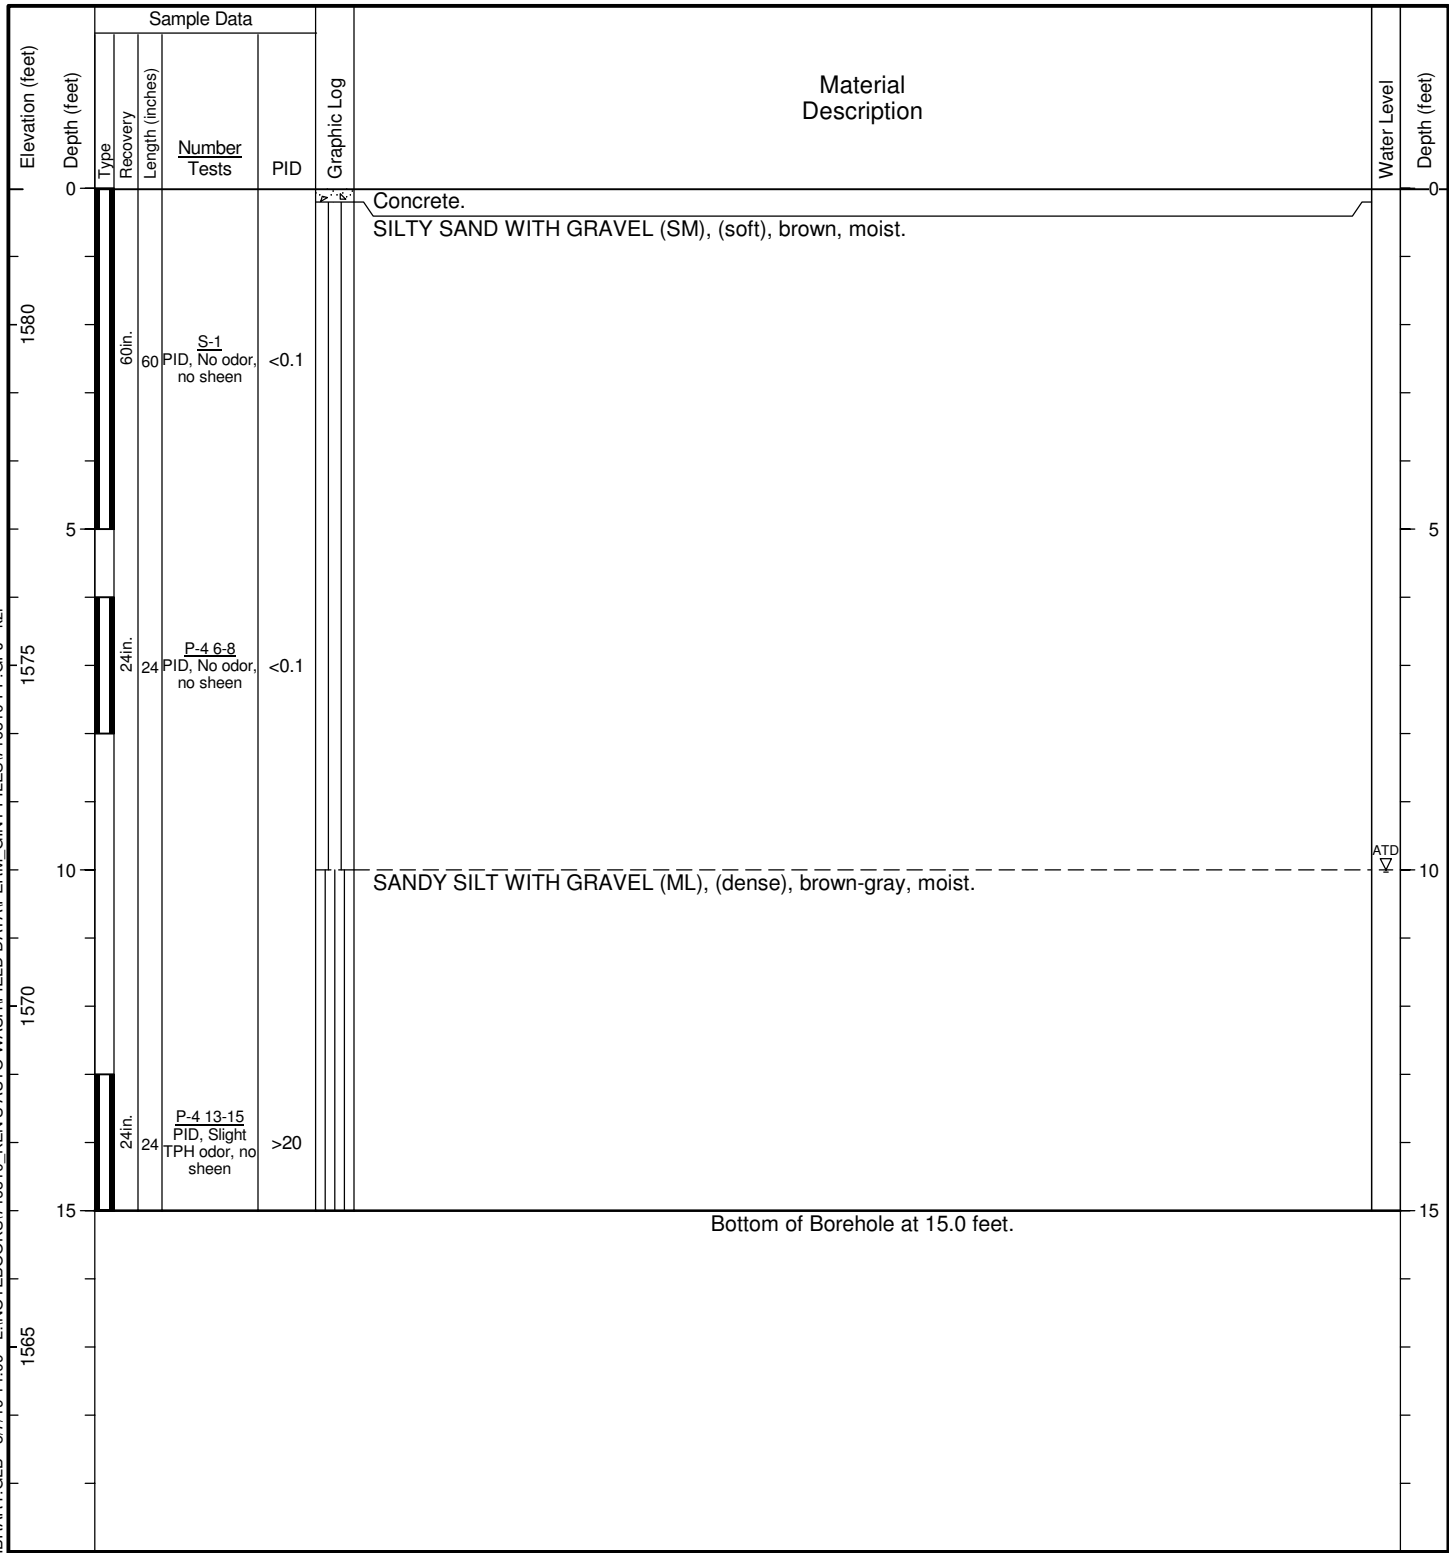 Sample Data
Elevation (feet)
Depth (feet)
Type
Recovery
Length (inches)
Number
Tests
PID
Graphic Log
Material
Description
Water Level
Depth (feet)
0
Concrete.
0
SILTY SAND WITH GRAVEL (SM), (soft), brown, moist.
1580
60in.
60
S-1
PID, No odor,
no sheen
<0.1
5
5
1575
24in.
24
P-4 6-8
PID, No odor,
no sheen
<0.1
ATD
10
SANDY SILT WITH GRAVEL (ML), (dense), brown-gray, moist.
10
1570
24in.
24
P-4 13-15
PID, Slight
TPH odor, no
sheen
>20
15
15
Bottom of Borehole at 15.0 feet.
1565